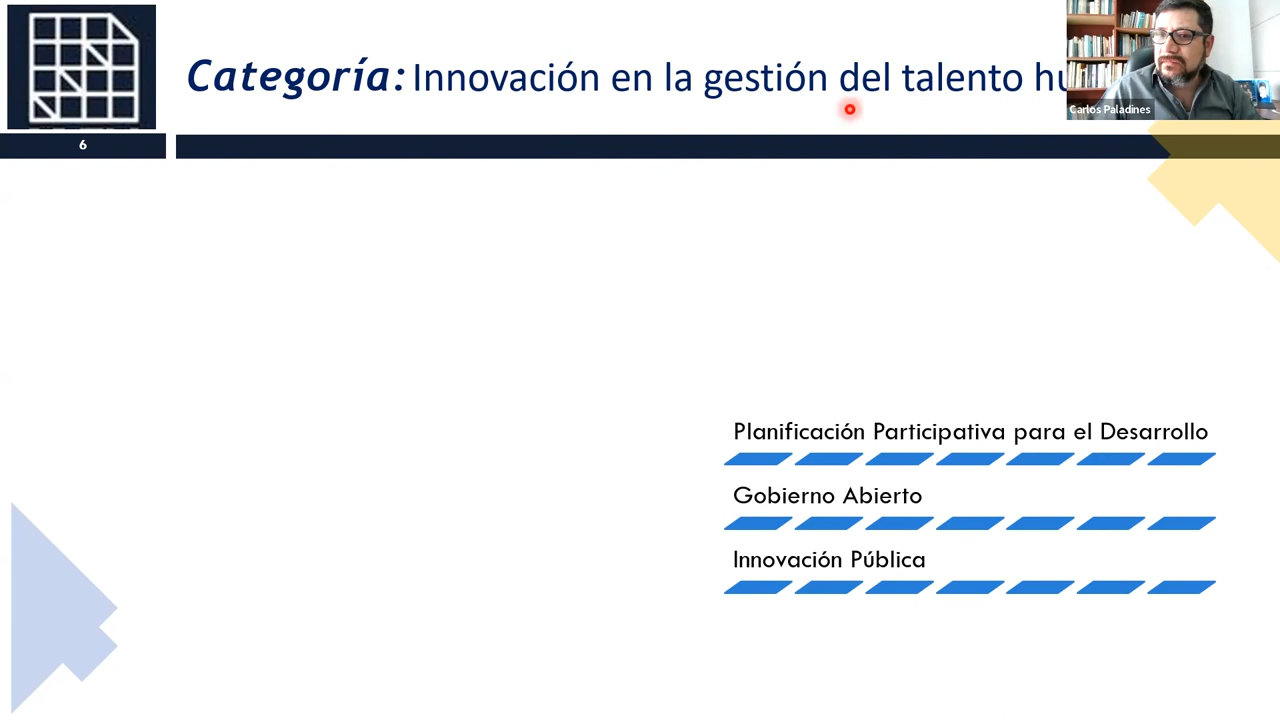 Categoría: Innovación en la gestión del talento
Carlos Paladines
6
Planificación Participativa para el Desarrollo
Gobierno Abierto
Innovación Pública